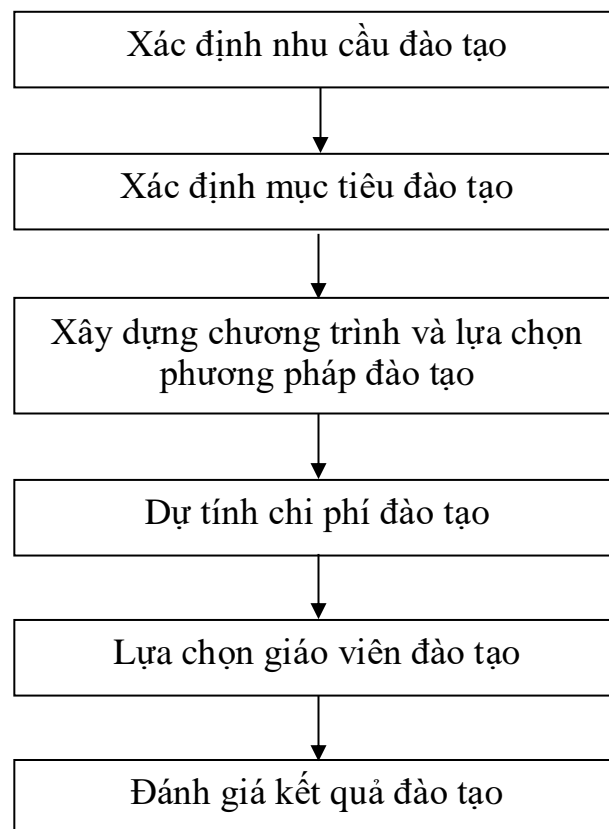 Xác định nhu cầu đào tạo
Xác định mục tiêu đào tạo
Xây dựng chương trình và lựa chọn
phương pháp đào tạo
Dự tính chi phí đào tạo
Lựa chọn giáo viên đào tạo
Đánh giá kết quả đào tạo